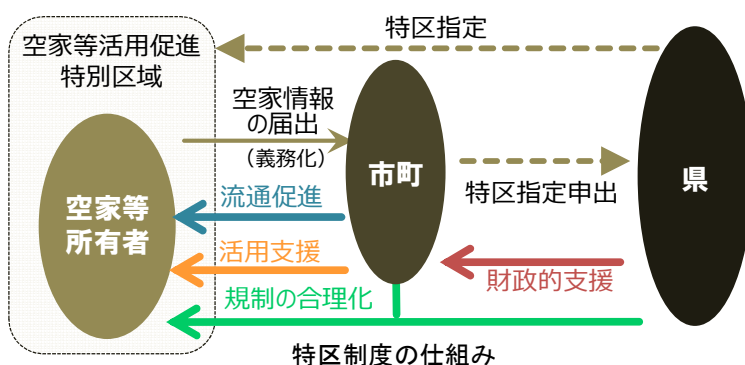 特区指定
空家等活用促進
特別区域
空家情報
の届出
（義務化）
市町
県
特区指定申出
空家等
所有者
流通促進
活用支援
財政的支援
規制の合理化
特区制度の仕組み